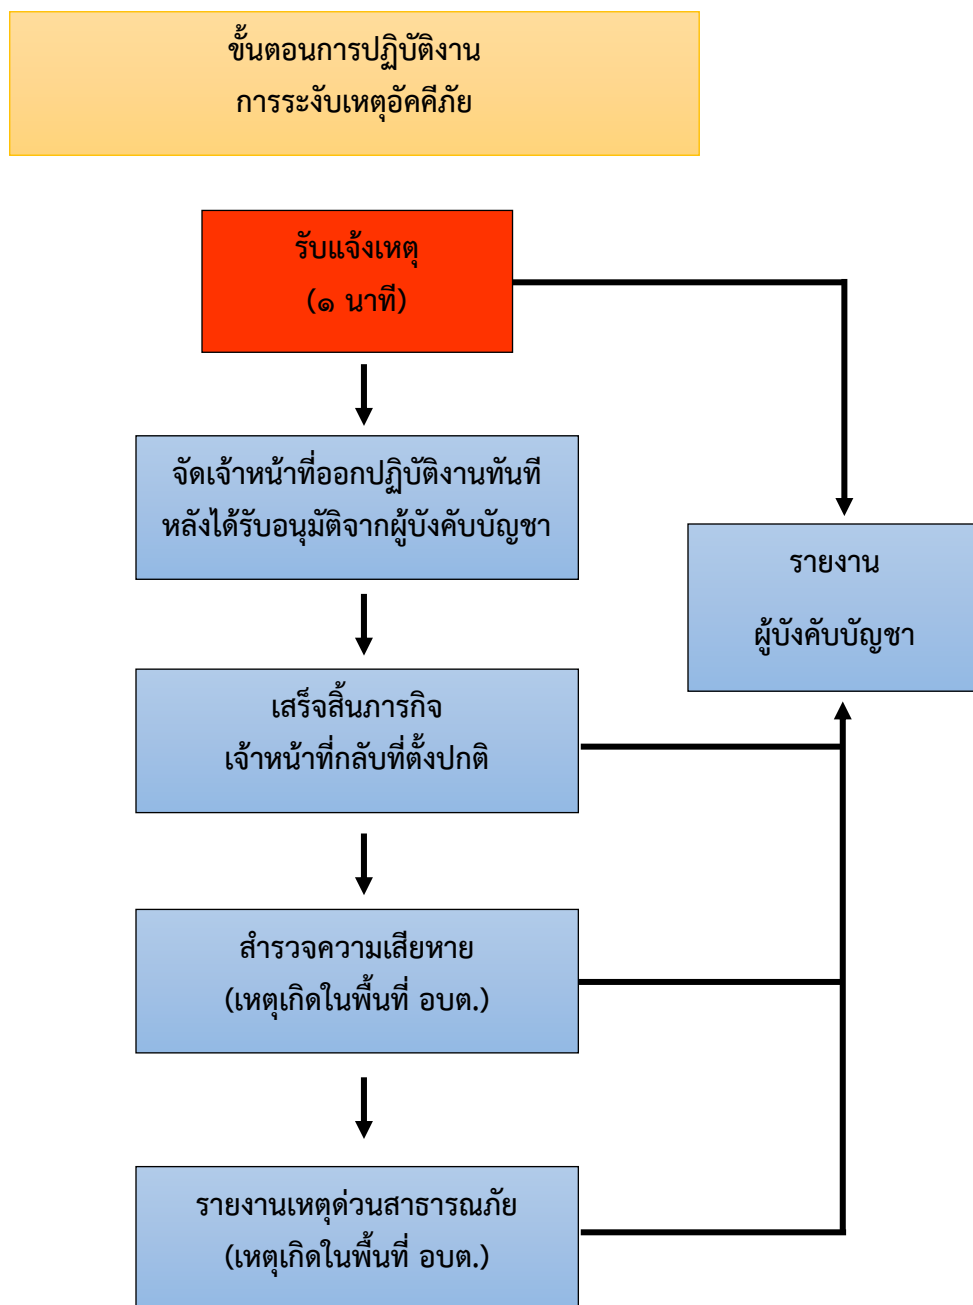 ขั้นตอนการปฏิบัติงาน
การระงับเหตุอัคคีภัย
รับแจ้งเหตุ
(๑ นาที)
จัดเจ้าหน้าที่ออกปฏิบัติงานทันที
หลังได้รับอนุมัติจากผู้บังคับบัญชา
รายงาน
ผู้บังคับบัญชา
เสร็จสิ้นภารกิจ
เจ้าหน้าที่กลับที่ตั้งปกติ
สำรวจความเสียหาย
(เหตุเกิดในพื้นที่ อบต.)
รายงานเหตุด่วนสาธารณภัย
(เหตุเกิดในพื้นที่ อบต.)